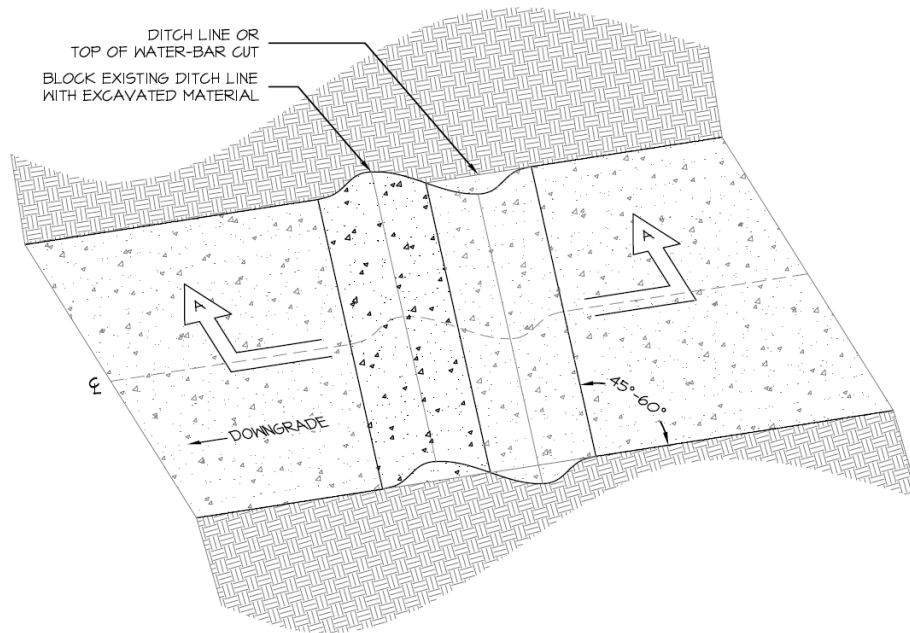 DITCH LINE OR
TOP OF WATER-BAR CUT
BLOCK EXISTING DITCH LINE
WITH EXCAVATED MATERIAL
A
A
℄
45°-60°
DOWNGRADE